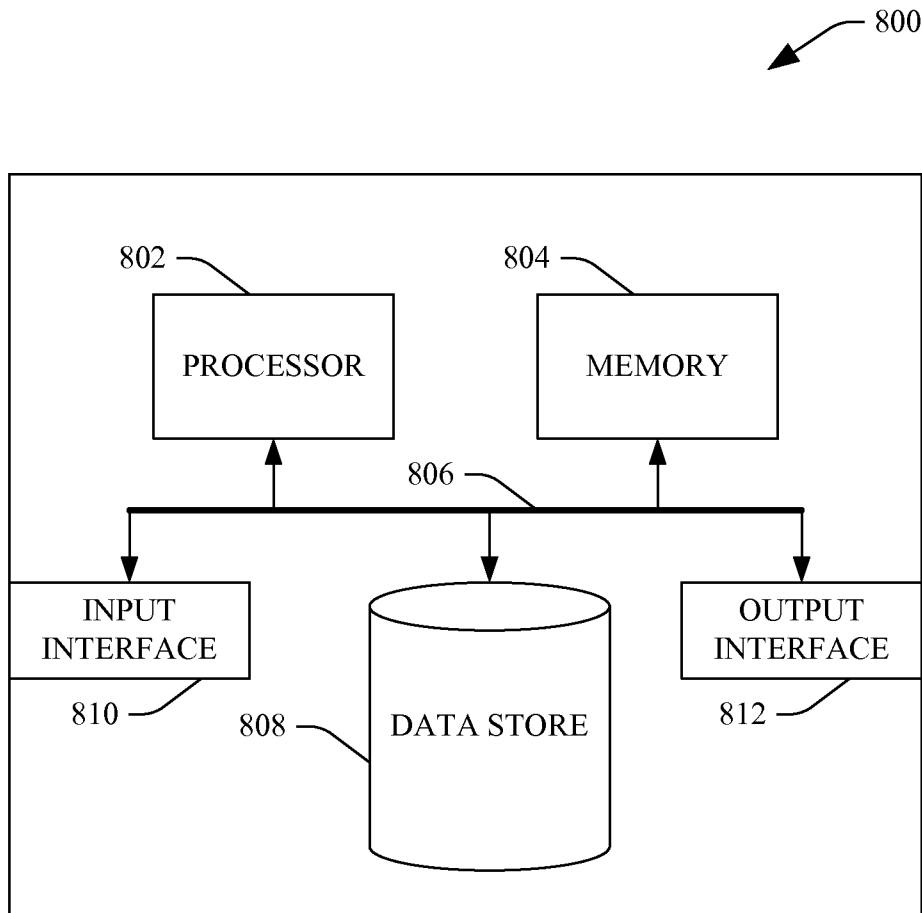 800
802
804
PROCESSOR
MEMORY
806
INPUT
INTERFACE
OUTPUT
INTERFACE
810
808
DATA STORE
812